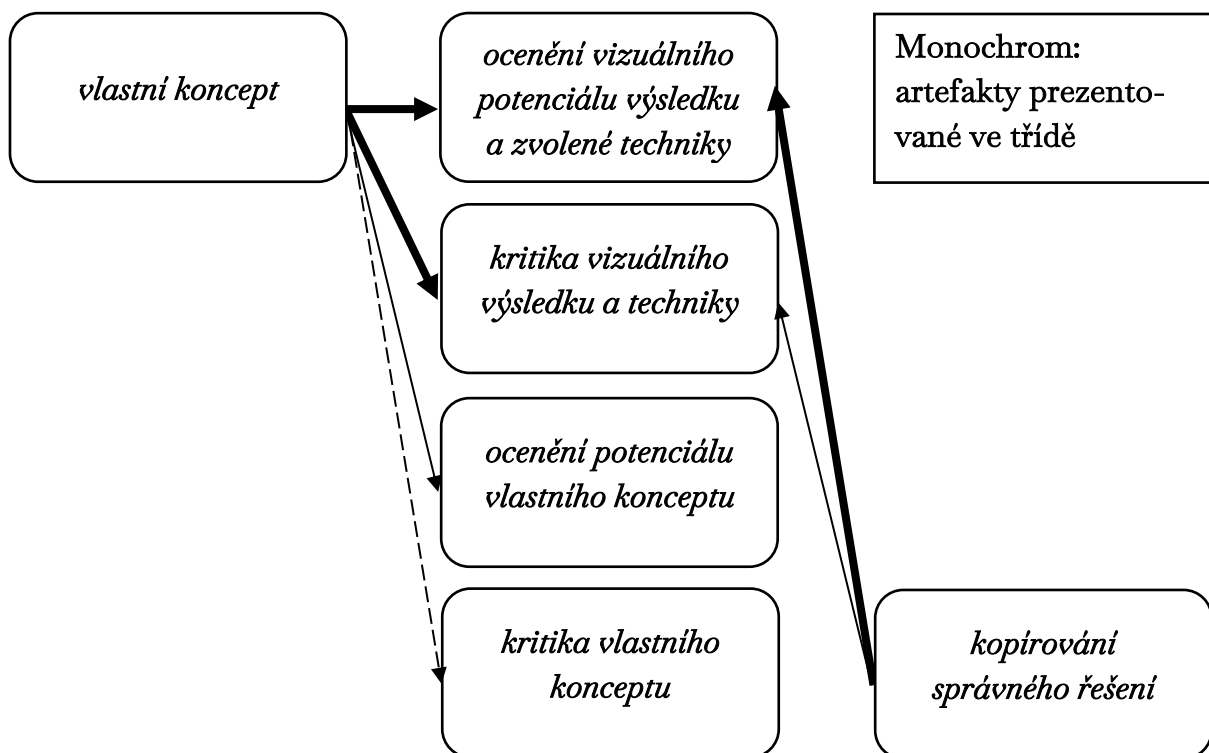 vlastní koncept
ocenění vizuálního
potenciálu výsledku
a zvolené techniky
Monochrom:
artefakty prezento-
vané ve třídě
kritika vizuálního
výsledku a techniky
ocenění potenciálu
vlastního konceptu
kritika vlastního
konceptu
kopírování
správného řešení